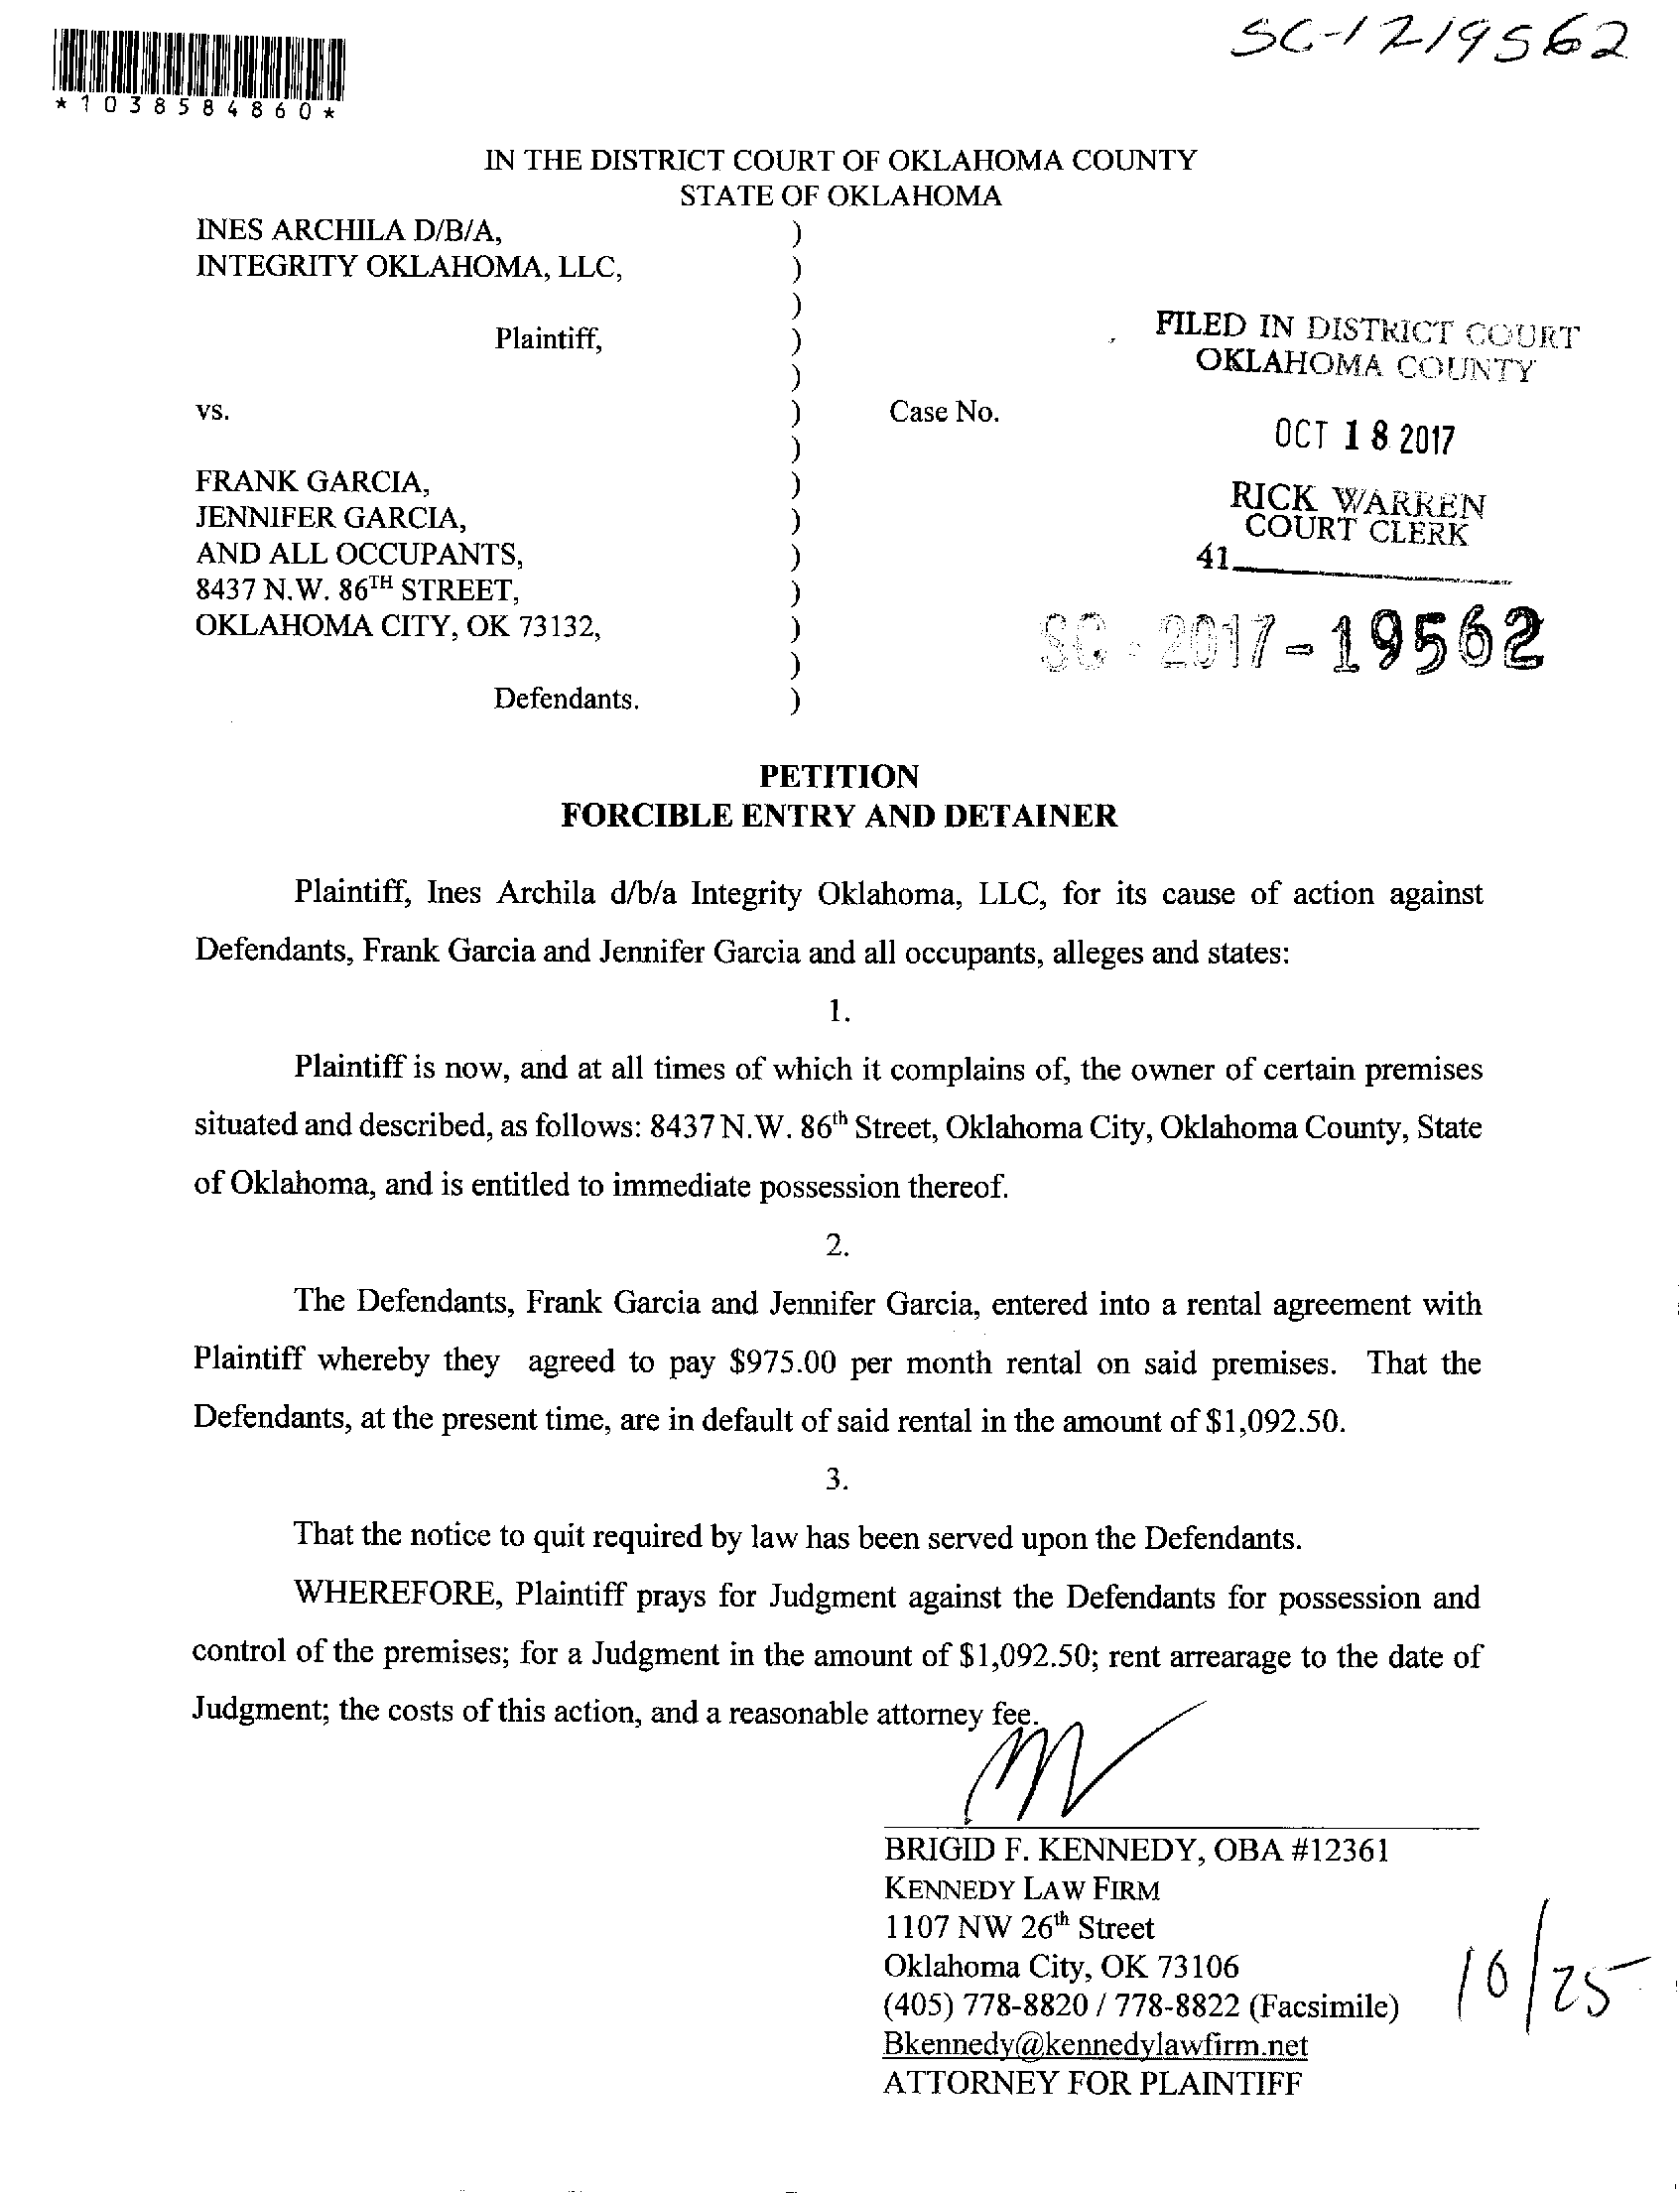 SC-1219562
*1038584860*
IN THE DISTRICT COURT OF OKLAHOMA COUNTY
STATE OF OKLAHOMA
INES ARCHILA D/B/A, )
INTEGRITY OKLAHOMA, LLC, )
)
Plaintiff, )
)
vs. ) Case No.
)
FRANK GARCIA, )
JENNIFER GARCIA, )
AND ALL OCCUPANTS, )
8437 N.W. 86TH STREET, )
OKLAHOMA CITY, OK 73132, )
)
Defendants. )
FILED IN DISTRICT COURT
OKLAHOMA COUNTY
OCT 18 2017
RICK WARREN
COURT CLERK
41
SC - 2017 - 19562
PETITION
FORCIBLE ENTRY AND DETAINER
Plaintiff, Ines Archila d/b/a Integrity Oklahoma, LLC, for its cause of action against
Defendants, Frank Garcia and Jennifer Garcia and all occupants, alleges and states:
1.
Plaintiff is now, and at all times of which it complains of, the owner of certain premises
situated and described, as follows: 8437 N.W. 86th Street, Oklahoma City, Oklahoma County, State
of Oklahoma, and is entitled to immediate possession thereof.
2.
The Defendants, Frank Garcia and Jennifer Garcia, entered into a rental agreement with
Plaintiff whereby they agreed to pay $975.00 per month rental on said premises. That the
Defendants, at the present time, are in default of said rental in the amount of $1,092.50.
3.
That the notice to quit required by law has been served upon the Defendants.
WHEREFORE, Plaintiff prays for Judgment against the Defendants for possession and
control of the premises; for a Judgment in the amount of $1,092.50; rent arrearage to the date of
Judgment; the costs of this action, and a reasonable attorney fee.
BRIGID F. KENNEDY, OBA #12361
KENNEDY LAW FIRM
1107 NW 26th Street
Oklahoma City, OK 73106
(405) 778-8820 / 778-8822 (Facsimile)
Bkennedy@kennedylawfirm.net
ATTORNEY FOR PLAINTIFF
10/25